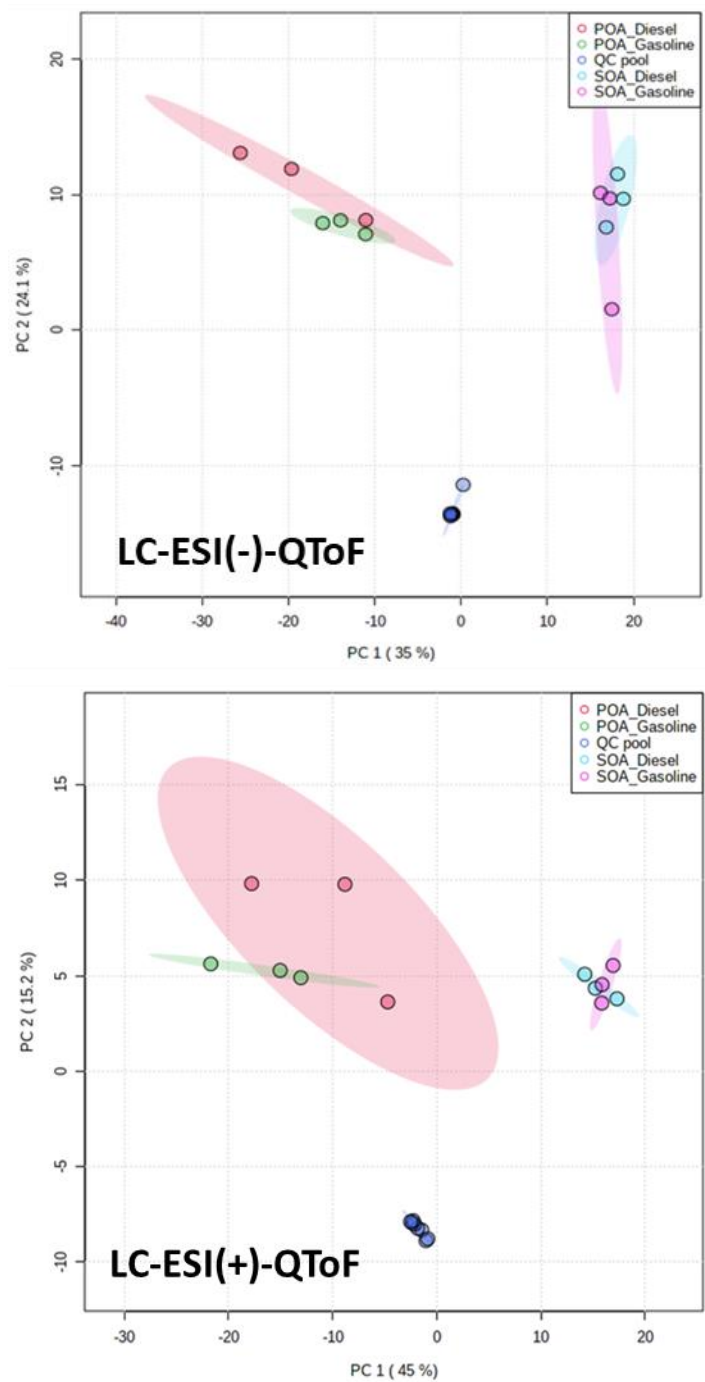 POA_Diesel
POA_Gasoline
QC pool
SOA_Diesel
SOA_Gasoline
20
10
0
-10
PC 2 ( 24.1 %)
LC-ESI(-)-QToF
-40 -30 -20 -10 0 10 20
PC 1 ( 35 %)
POA_Diesel
POA_Gasoline
QC pool
SOA_Diesel
SOA_Gasoline
15
10
5
0
-5
-10
PC 2 ( 15.2 %)
LC-ESI(+)-QToF
-30 -20 -10 0 10 20
PC 1 ( 45 %)